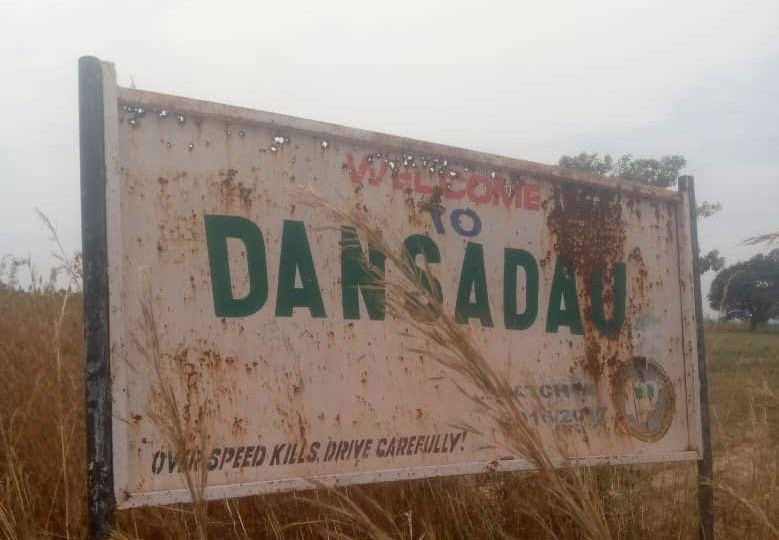 WELCOME
TO
DANSADAU
OVER SPEED KILLS. DRIVE CAREFULLY!